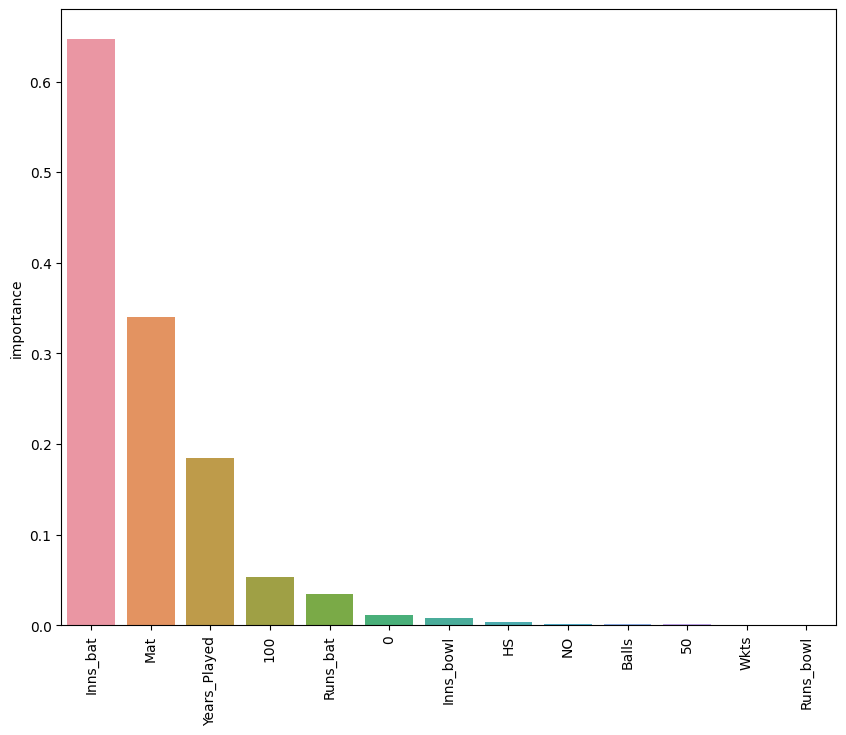 importance
0.6
0.5
0.4
0.3
0.2
0.1
0.0
Inns_bat
Mat
Years_Played
100
Runs_bat
0
Inns_bowl
HS
NO
Balls
50
Wkts
Runs_bowl